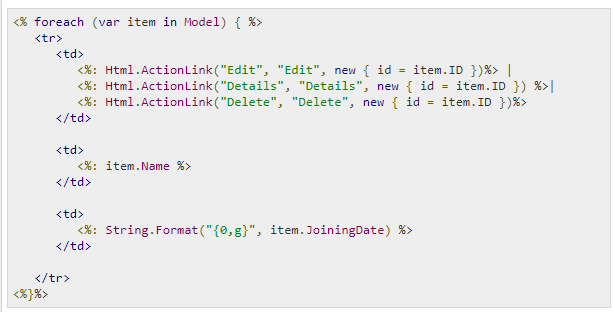 <% foreach (var item in Model) { %>
<tr>
<td>
<%: Html.ActionLink("Edit", "Edit", new { id = item.ID })%> |
<%: Html.ActionLink("Details", "Details", new { id = item.ID }) %>|
<%: Html.ActionLink("Delete", "Delete", new { id = item.ID })%>
</td>
<td>
<%: item.Name %>
</td>
<td>
<%: String.Format("{0,g}", item.JoiningDate) %>
</td>
</tr>
<%}%>